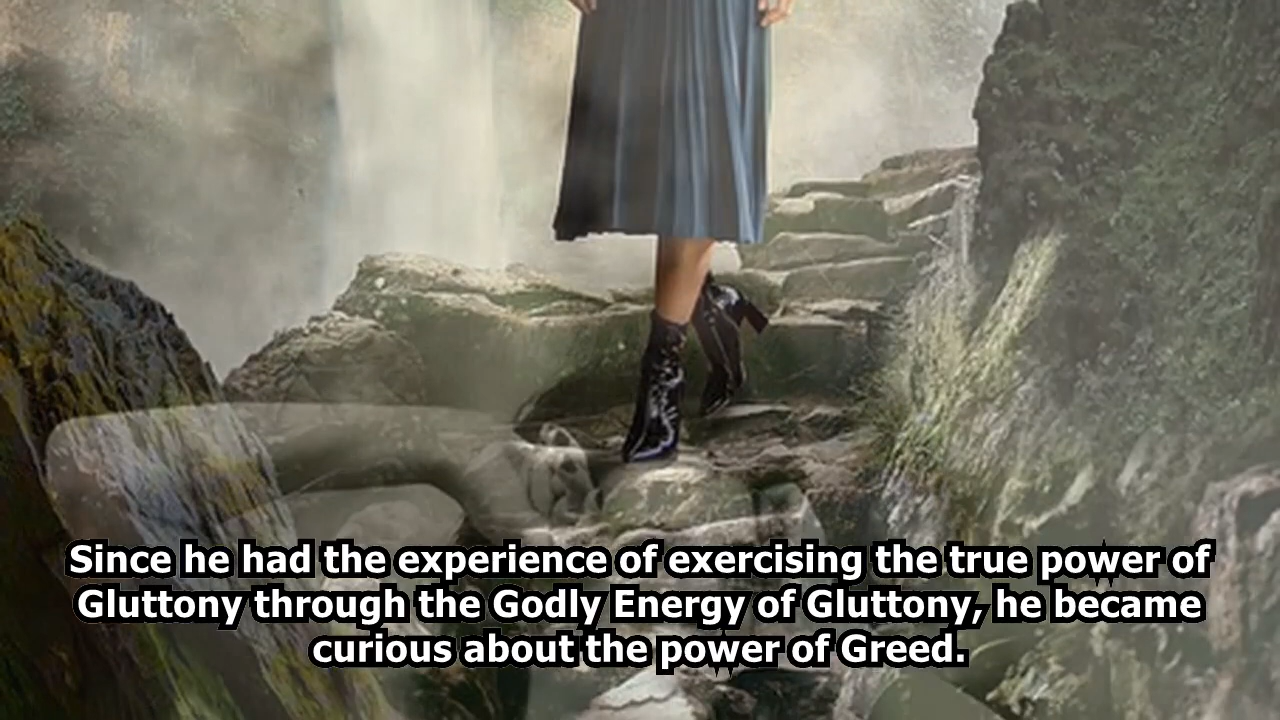 Since he had the experience of exercising the true power of
Gluttony through the Godly Energy of Gluttony, he became
curious about the power of Greed.